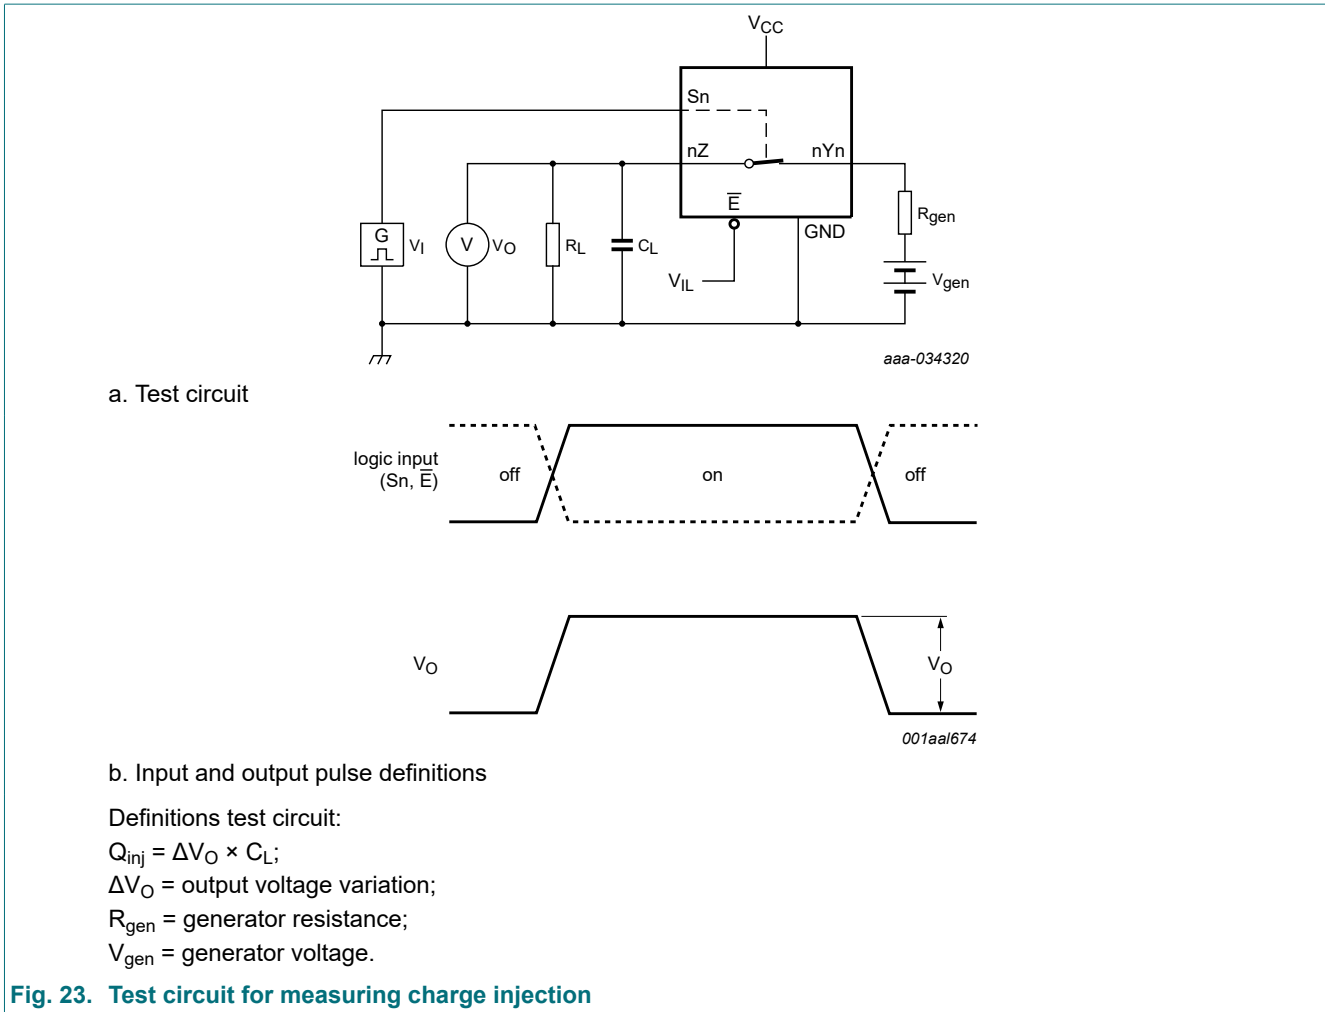 VCC
Sn
nZ
nYn
E̅
GND
Rgen
G
VI
V
VO
RL
CL
VIL
Vgen
aaa-034320
a. Test circuit
logic input
(Sn, E̅)
off
on
off
VO
VO
001aal674
b. Input and output pulse definitions
Definitions test circuit:
Qinj = ΔVO × CL;
ΔVO = output voltage variation;
Rgen = generator resistance;
Vgen = generator voltage.
Fig. 23. Test circuit for measuring charge injection